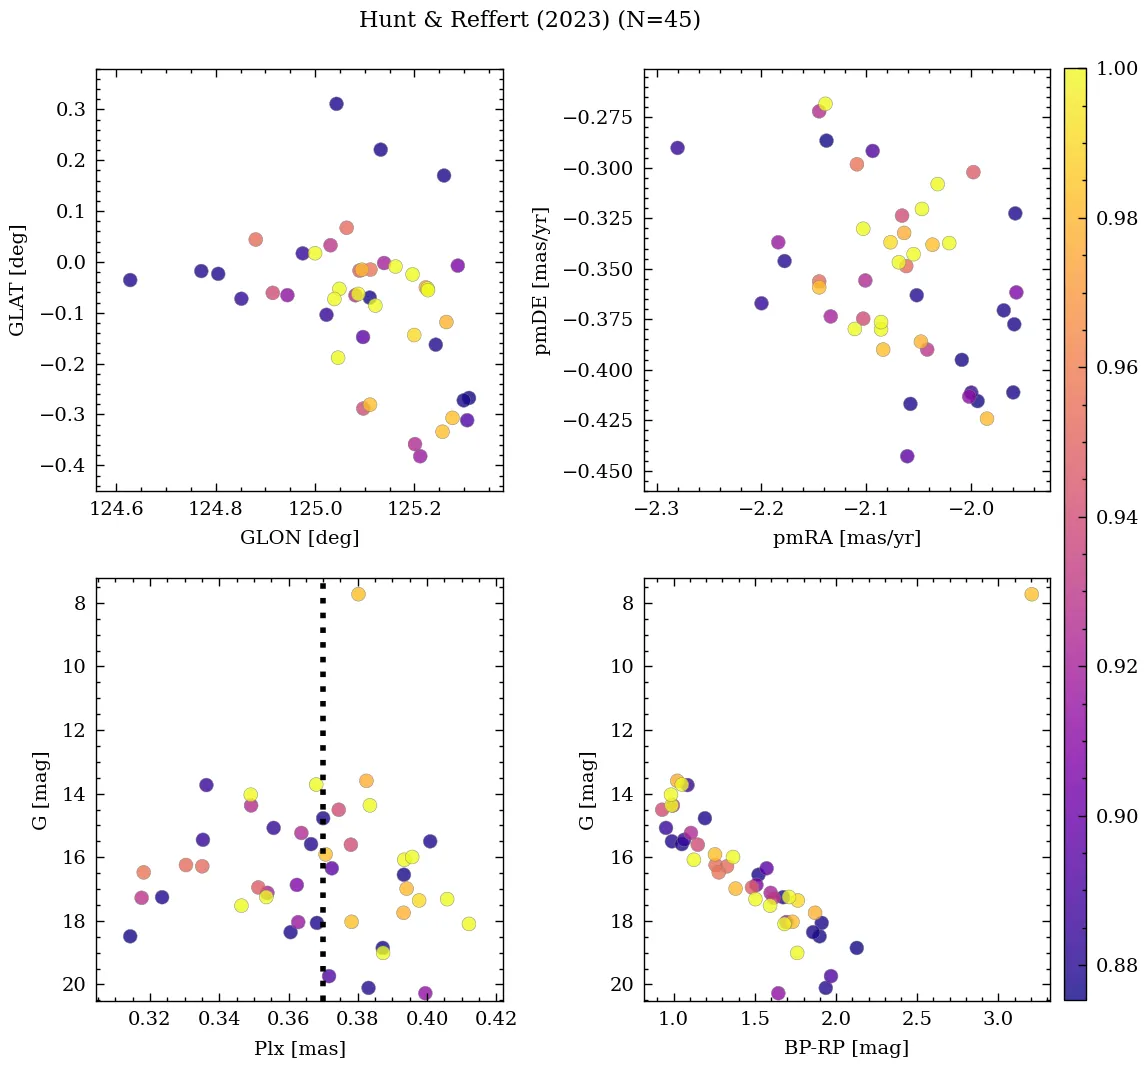 Hunt & Reffert (2023) (N=45)
0.3
0.2
0.1
0.0
−0.1
−0.2
−0.3
−0.4
GLAT [deg]
124.6 124.8 125.0 125.2
GLON [deg]
−0.275
−0.300
−0.325
−0.350
−0.375
−0.400
−0.425
−0.450
pmDE [mas/yr]
−2.3 −2.2 −2.1 −2.0
pmRA [mas/yr]
8
10
12
14
16
18
20
G [mag]
0.32 0.34 0.36 0.38 0.40 0.42
Plx [mas]
8
10
12
14
16
18
20
G [mag]
1.0 1.5 2.0 2.5 3.0
BP-RP [mag]
1.00
0.98
0.96
0.94
0.92
0.90
0.88